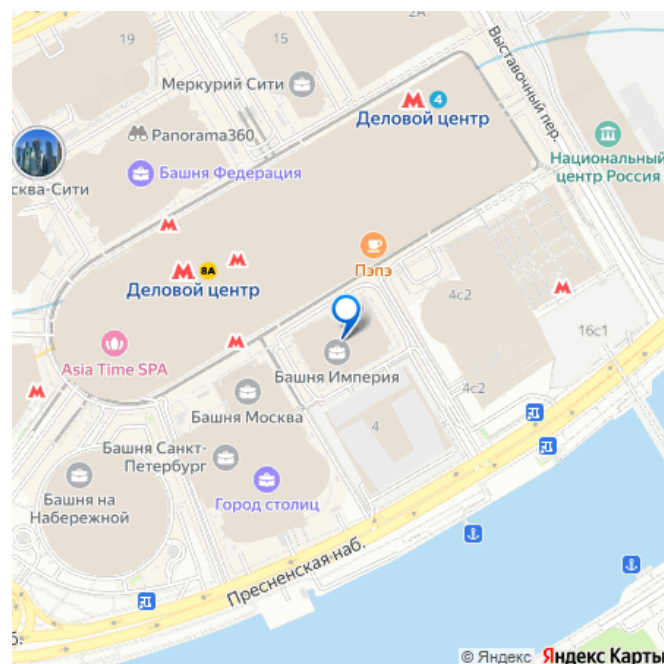 2А
19
15
Выставочный пер.
Меркурий Сити
М 4
Деловой центр
Panorama360
Национальный
центр Россия
сква-Сити
Башня Федерация
М
М 8А
М
Пэпэ
Деловой центр
4с2
М
16с1
М
Asia Time SPA
Башня Империя
М
4с2
Башня Москва
4
Башня Санкт-
Петербург
Башня на
Набережной
Город столиц
Пресненская наб.
б.
© Яндекс Яндекс Карты